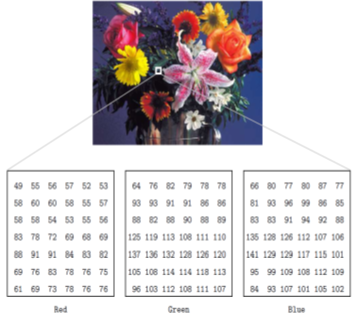 49 55 56 57 52 53
58 60 60 58 55 57
58 58 54 53 55 56
83 78 72 69 68 69
88 91 91 84 83 82
69 76 83 78 76 75
61 69 73 78 76 76
Red
64 76 82 79 78 78
93 93 91 91 86 86
88 82 88 90 88 89
125 119 113 108 111 110
137 136 132 128 126 120
105 108 114 114 118 113
96 103 112 108 111 107
Green
66 80 77 80 87 77
81 93 96 99 86 85
83 83 91 94 92 88
135 128 126 112 107 106
141 129 129 117 115 101
95 99 109 108 112 109
84 93 107 101 105 102
Blue